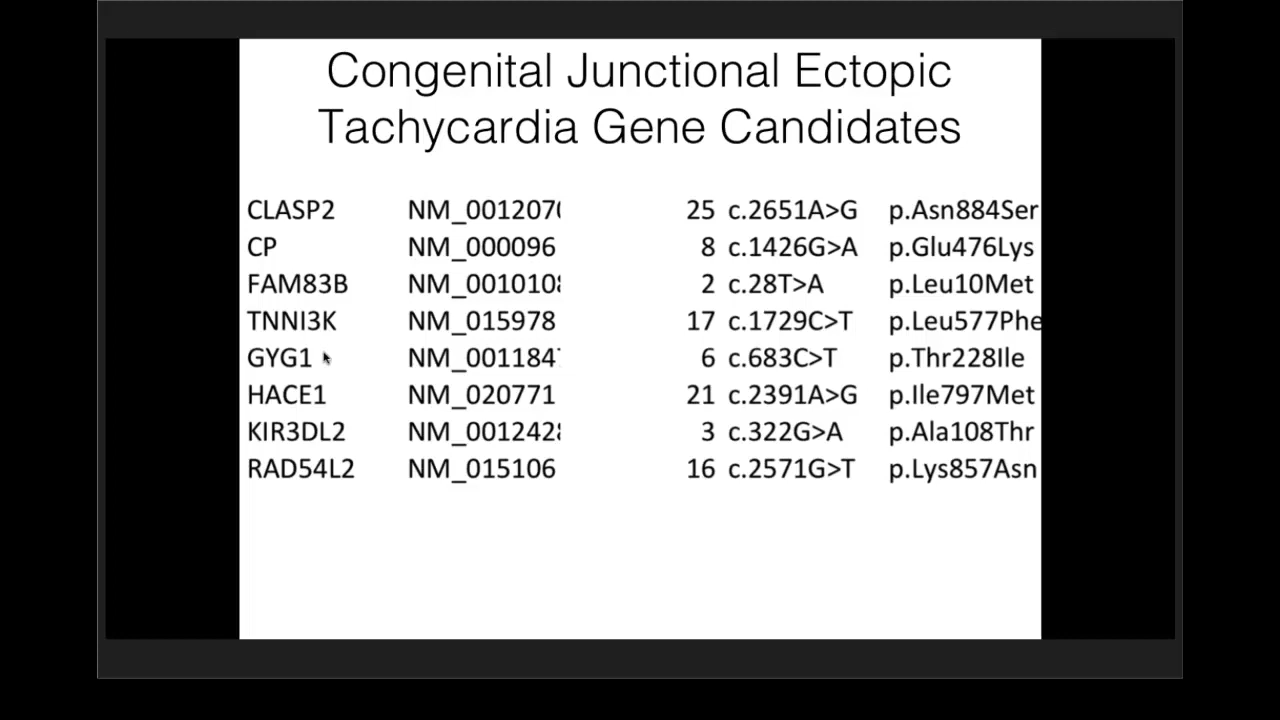 Congenital Junctional Ectopic
Tachycardia Gene Candidates
CLASP2 NM_001207 25 c.2651A>G p.Asn884Ser
CP NM_000096 8 c.1426G>A p.Glu476Lys
FAM83B NM_001010 2 c.28T>A p.Leu10Met
TNNI3K NM_015978 17 c.1729C>T p.Leu577Phe
GYG1 NM_001184 6 c.683C>T p.Thr228Ile
HACE1 NM_020771 21 c.2391A>G p.Ile797Met
KIR3DL2 NM_001242 3 c.322G>A p.Ala108Thr
RAD54L2 NM_015106 16 c.2571G>T p.Lys857Asn